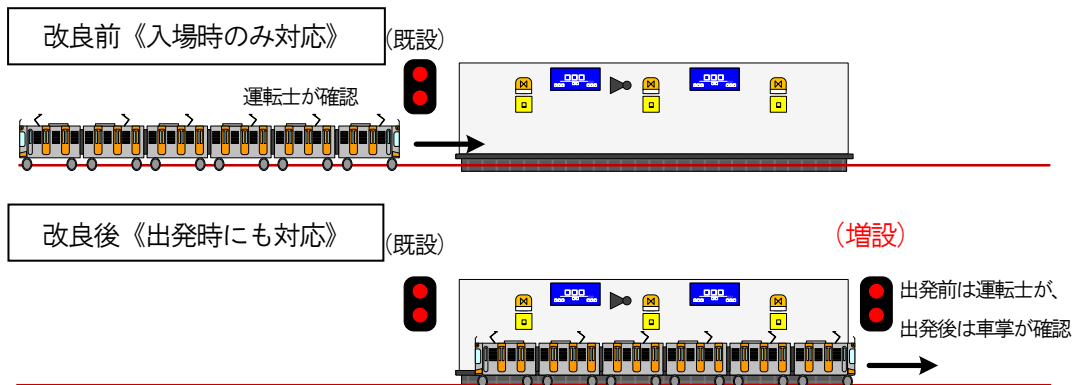 改良前《入場時のみ対応》
(既設)
運転士が確認
改良後《出発時にも対応》
(既設)
(増設)
出発前は運転士が、
出発後は車掌が確認